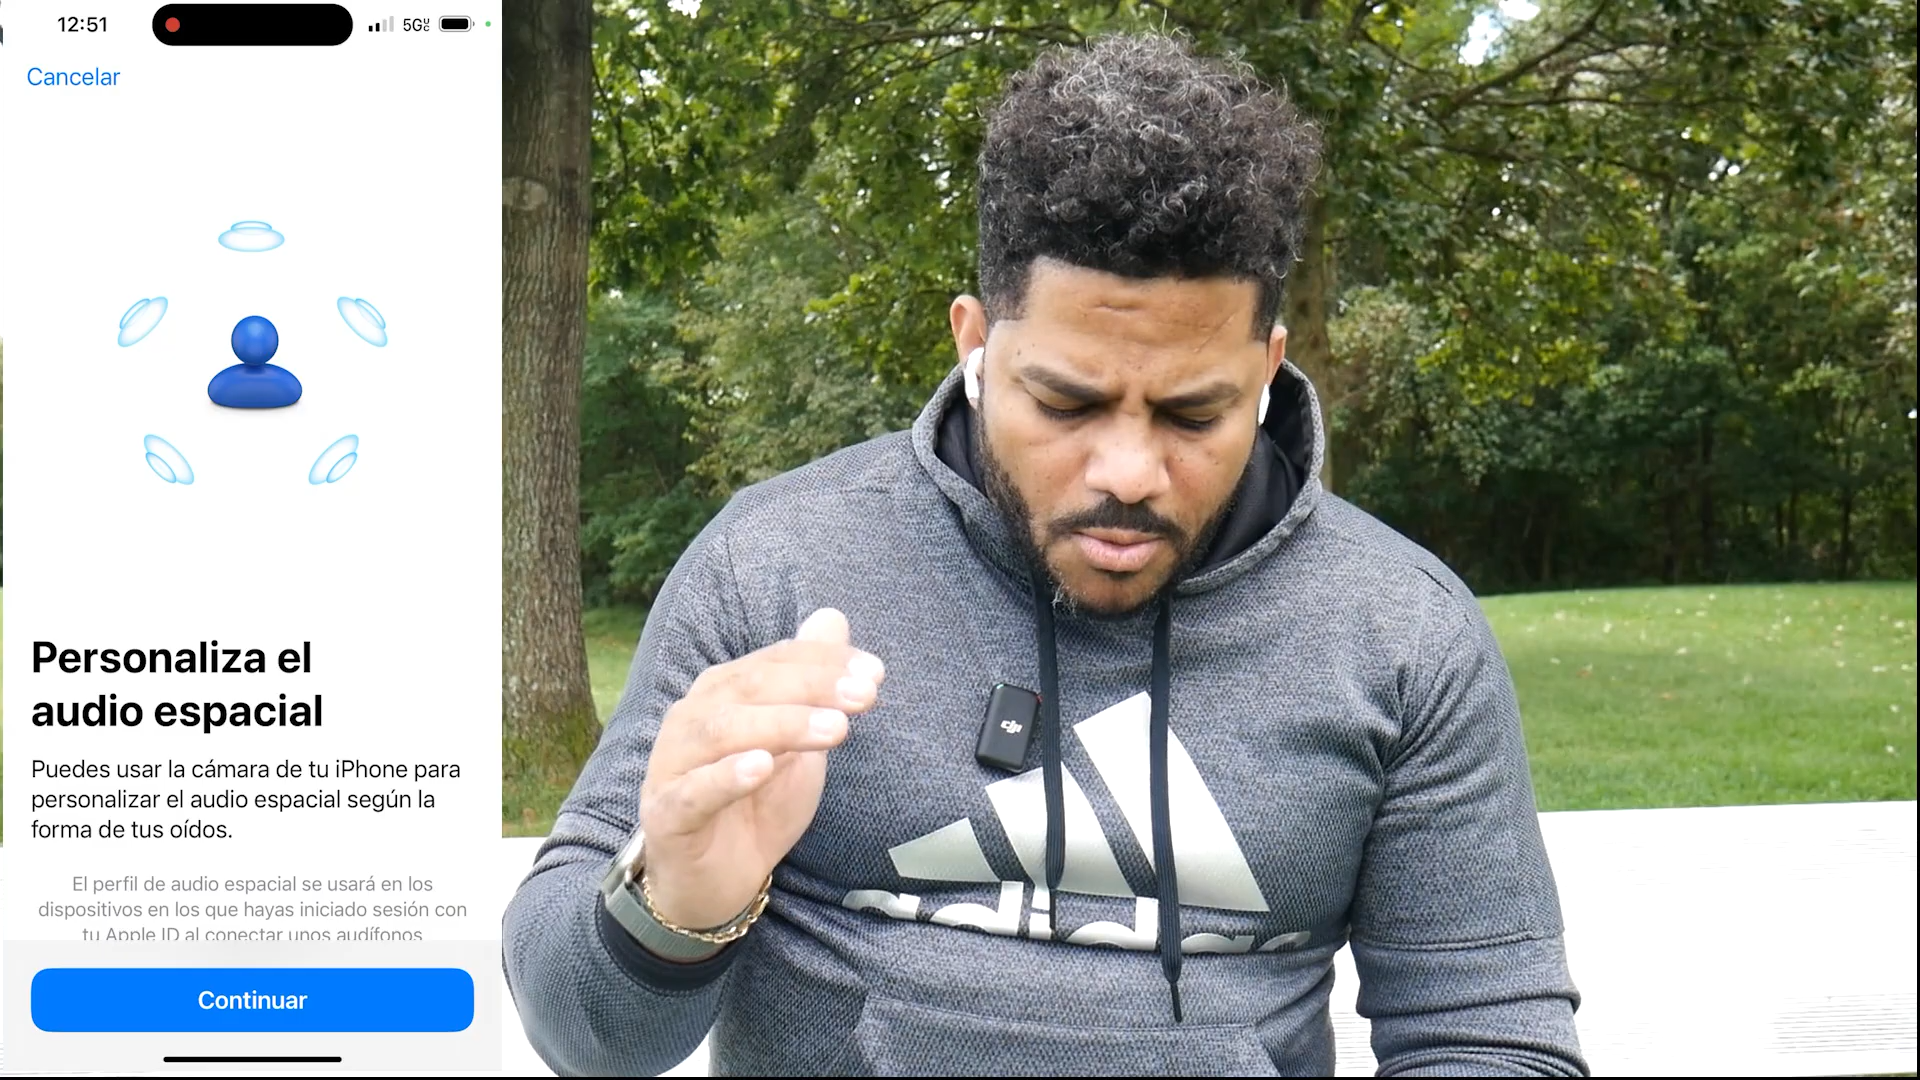 12:51
5GUC
Cancelar
Personaliza el
audio espacial
Puedes usar la cámara de tu iPhone para
personalizar el audio espacial según la
forma de tus oídos.
El perfil de audio espacial se usará en los
dispositivos en los que hayas iniciado sesión con
tu Apple ID al conectar unos audífonos
Continuar
dji
adidas